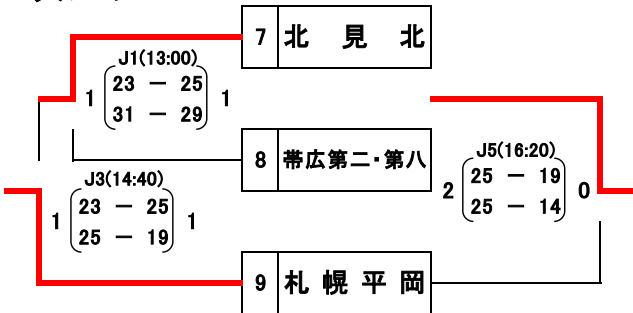 7 北見北
J1(13:00)
1 23 － 25 1
31 － 29
8 帯広第二・第八
J5(16:20)
2 25 － 19 0
25 － 14
J3(14:40)
1 23 － 25 1
25 － 19
9 札幌平岡